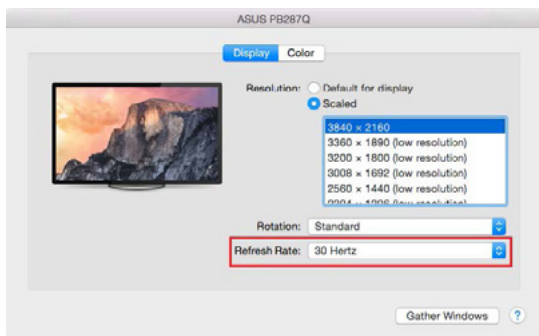 ASUS PB287Q
Display Color
Resolution: Default for display
Scaled
3840 × 2160
3360 × 1890 (low resolution)
3200 × 1800 (low resolution)
3008 × 1692 (low resolution)
2560 × 1440 (low resolution)
Rotation: Standard
Refresh Rate: 30 Hertz
Gather Windows ?